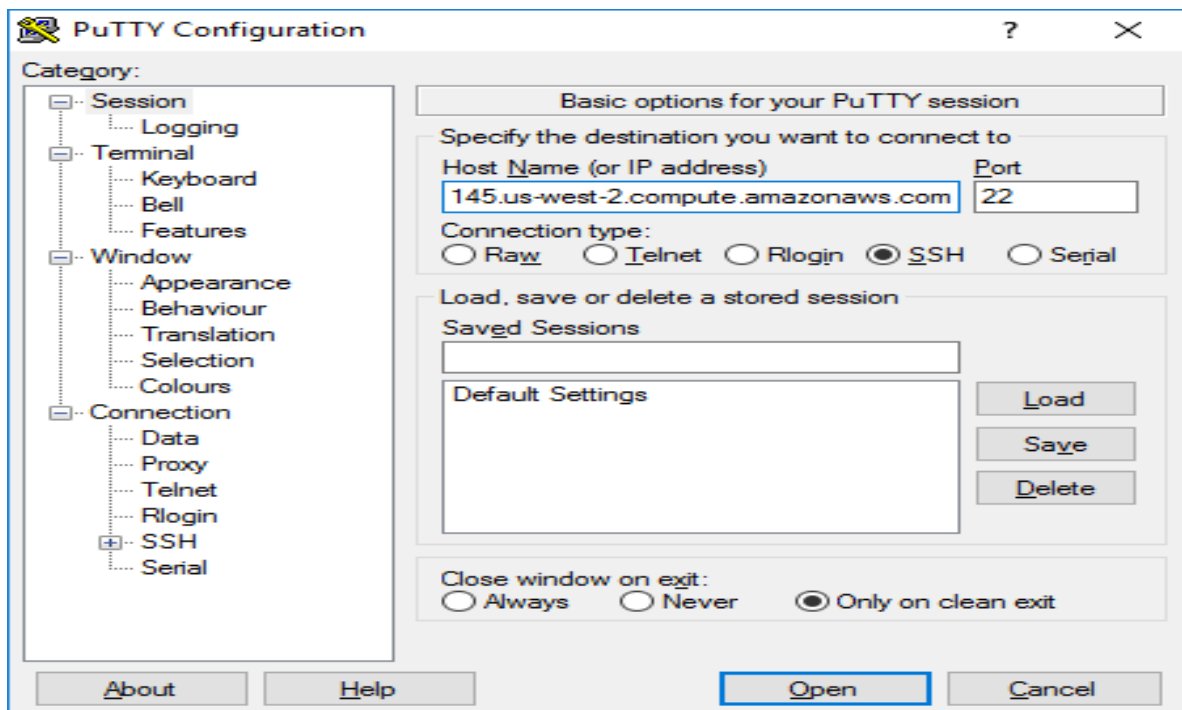 PuTTY Configuration
?
Category:
Session
Logging
Terminal
Keyboard
Bell
Features
Window
Appearance
Behaviour
Translation
Selection
Colours
Connection
Data
Proxy
Telnet
Rlogin
SSH
Serial
Basic options for your PuTTY session
Specify the destination you want to connect to
Host Name (or IP address) Port
145.us-west-2.compute.amazonaws.com 22
Connection type:
Raw Telnet Rlogin SSH Serial
Load, save or delete a stored session
Saved Sessions
Default Settings
Load
Save
Delete
Close window on exit:
Always Never Only on clean exit
About Help Open Cancel